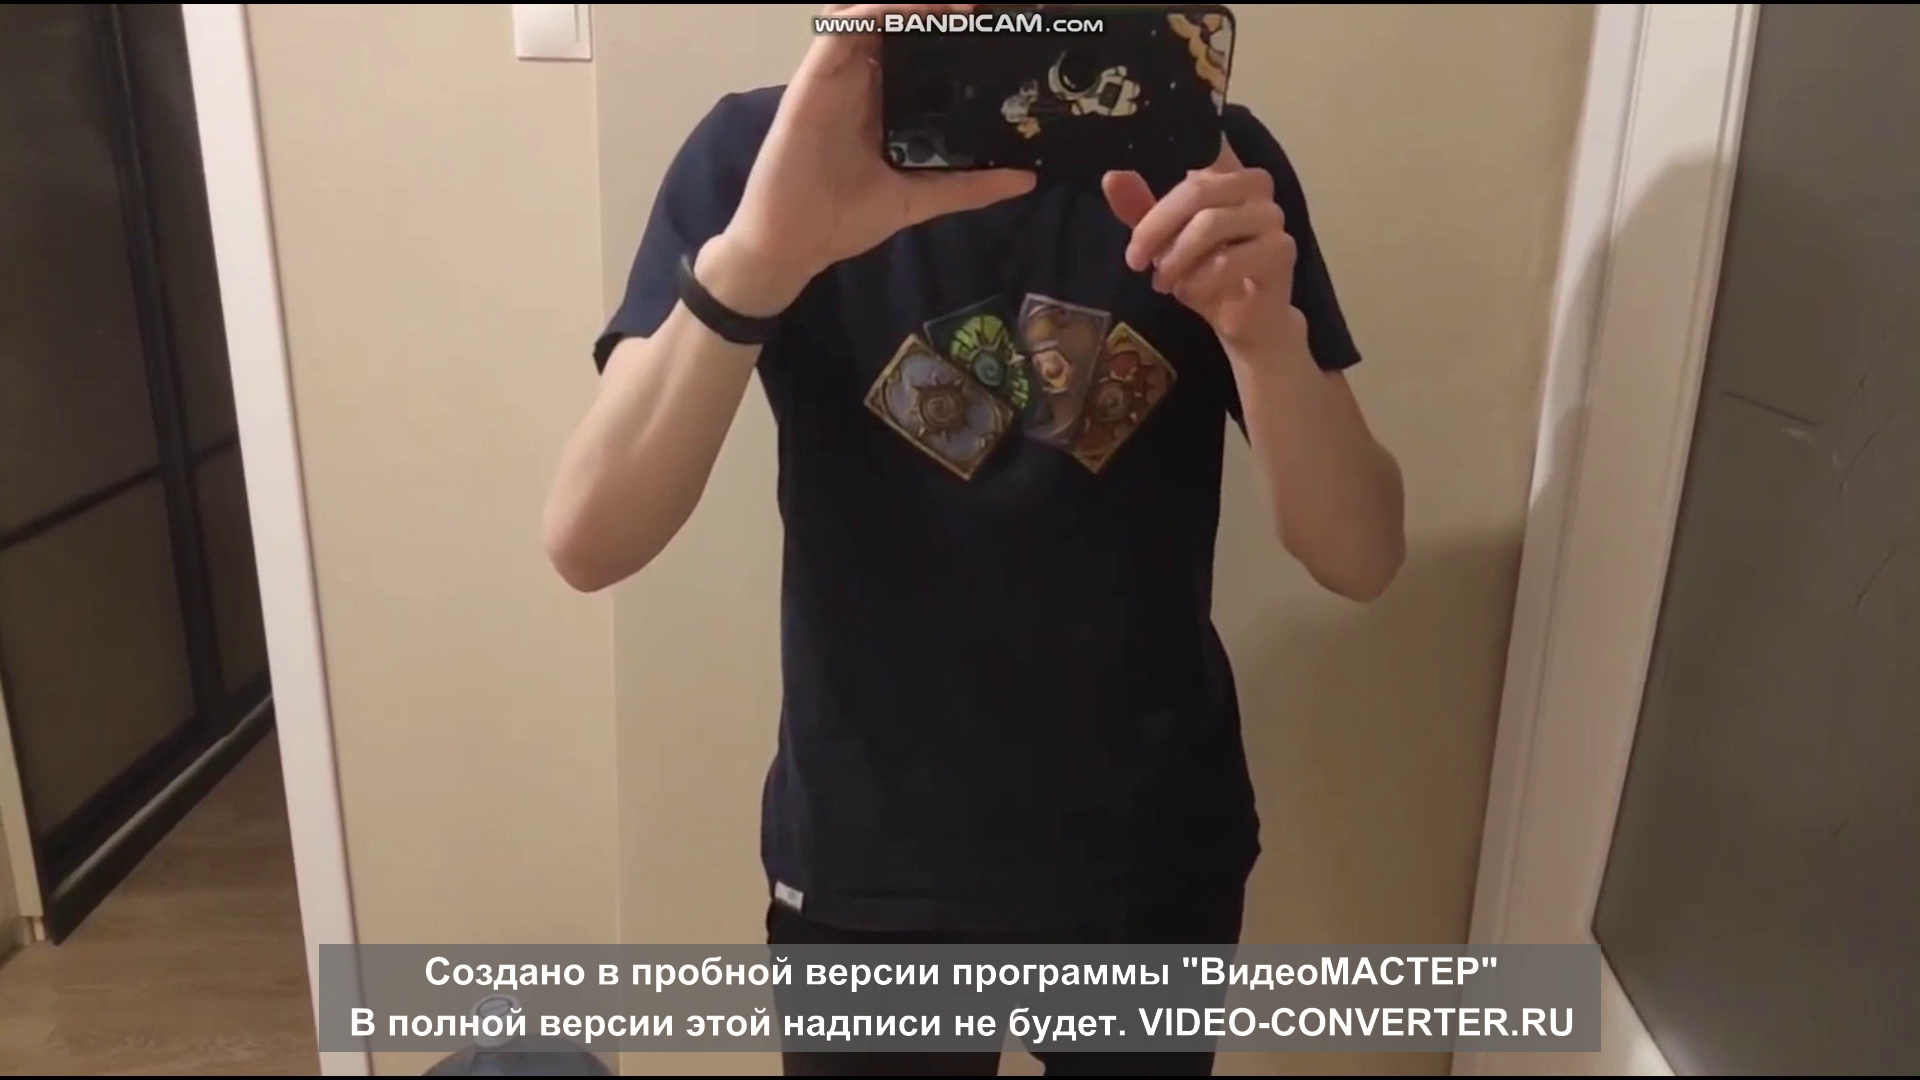 www.BANDICAM.com
Создано в пробной версии программы "ВидеоМАСТЕР"
В полной версии этой надписи не будет. VIDEO-CONVERTER.RU